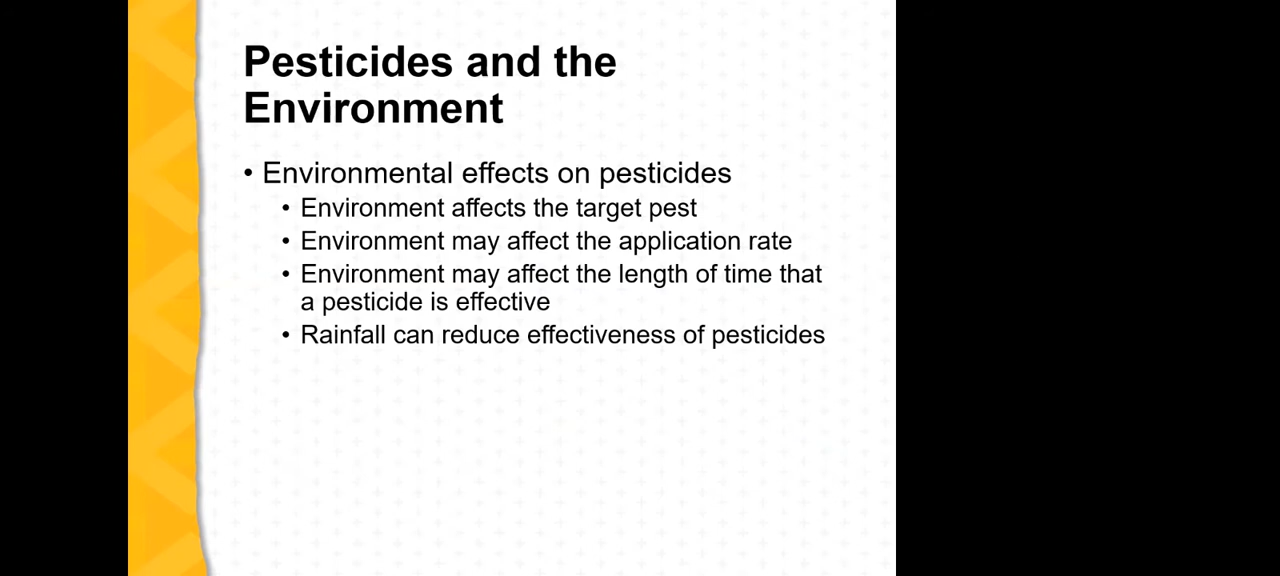 Pesticides and the
Environment
• Environmental effects on pesticides
• Environment affects the target pest
• Environment may affect the application rate
• Environment may affect the length of time that
a pesticide is effective
• Rainfall can reduce effectiveness of pesticides